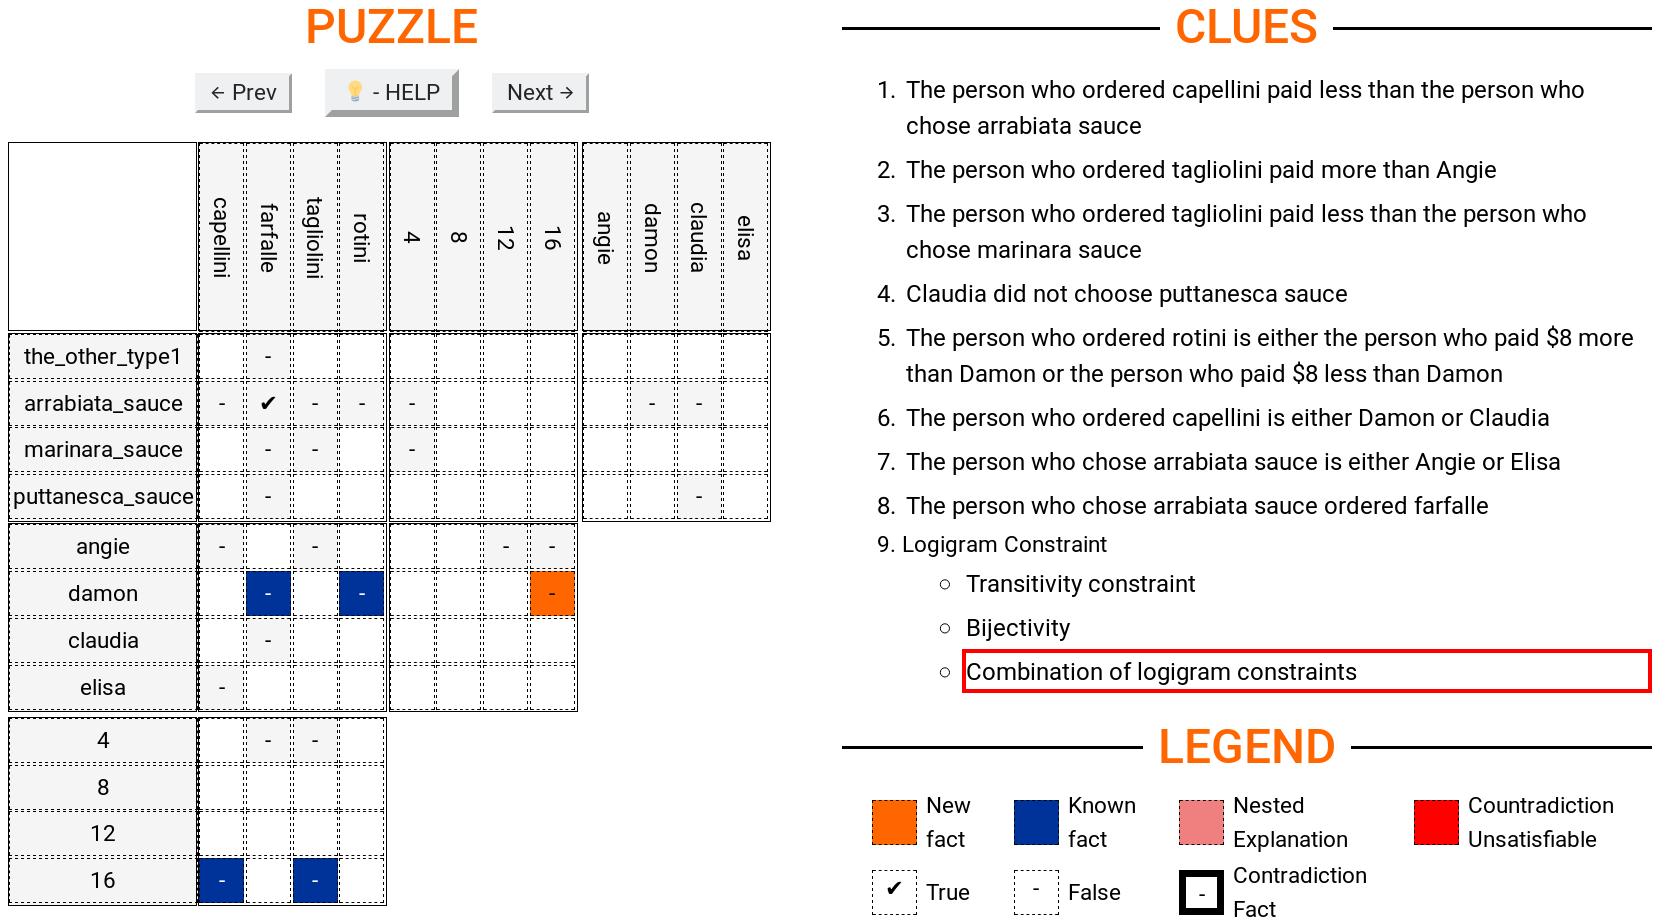 PUZZLE
← Prev
💡 - HELP
Next →
capellini farfalle tagliolini rotini 4 8 12 16 angie damon claudia elisa
the_other_type1 -
arrabiata_sauce - ✔ - - - - -
marinara_sauce - - -
puttanesca_sauce - -
angie - - - -
damon - - -
claudia -
elisa -
4 - -
8
12
16 - -
CLUES
1. The person who ordered capellini paid less than the person who
chose arrabiata sauce
2. The person who ordered tagliolini paid more than Angie
3. The person who ordered tagliolini paid less than the person who
chose marinara sauce
4. Claudia did not choose puttanesca sauce
5. The person who ordered rotini is either the person who paid $8 more
than Damon or the person who paid $8 less than Damon
6. The person who ordered capellini is either Damon or Claudia
7. The person who chose arrabiata sauce is either Angie or Elisa
8. The person who chose arrabiata sauce ordered farfalle
9. Logigram Constraint
○ Transitivity constraint
○ Bijectivity
○ Combination of logigram constraints
LEGEND
New
fact
Known
fact
Nested
Explanation
Countradiction
Unsatisfiable
✔ True
- False
- Contradiction
Fact